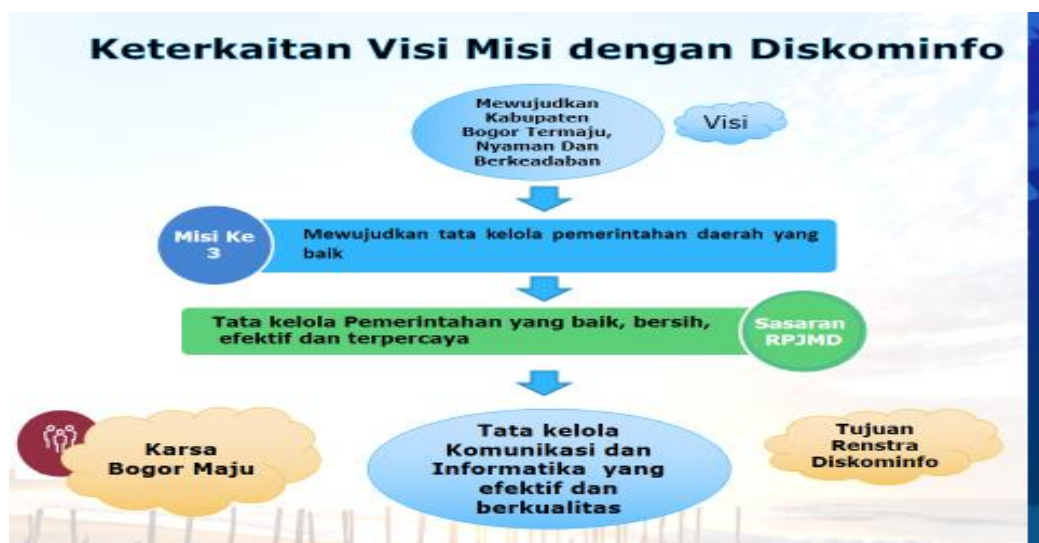 Keterkaitan Visi Misi dengan Diskominfo
Mewujudkan
Kabupaten
Bogor Termaju,
Nyaman Dan
Berkeadaban
Visi
Misi Ke
3
Mewujudkan tata kelola pemerintahan daerah yang
baik
Tata kelola Pemerintahan yang baik, bersih,
efektif dan terpercaya
Sasaran
RPJMD
Karsa
Bogor Maju
Tata kelola
Komunikasi dan
Informatika yang
efektif dan
berkualitas
Tujuan
Renstra
Diskominfo